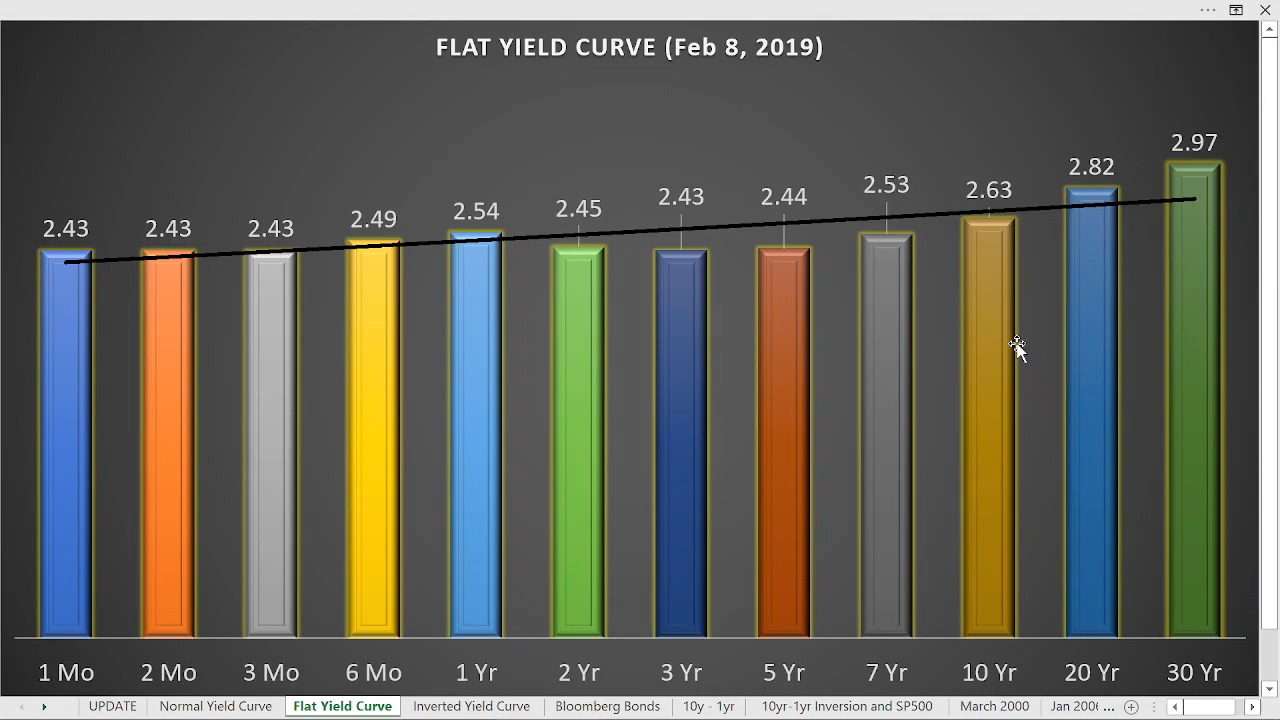 FLAT YIELD CURVE (Feb 8, 2019)
2.43 2.43 2.43 2.49 2.54 2.45 2.43 2.44 2.53 2.63 2.82 2.97
1 Mo 2 Mo 3 Mo 6 Mo 1 Yr 2 Yr 3 Yr 5 Yr 7 Yr 10 Yr 20 Yr 30 Yr
UPDATE Normal Yield Curve Flat Yield Curve Inverted Yield Curve Bloomberg Bonds 10y - 1yr 10yr-1yr Inversion and SP500 March 2000 Jan 200 ...